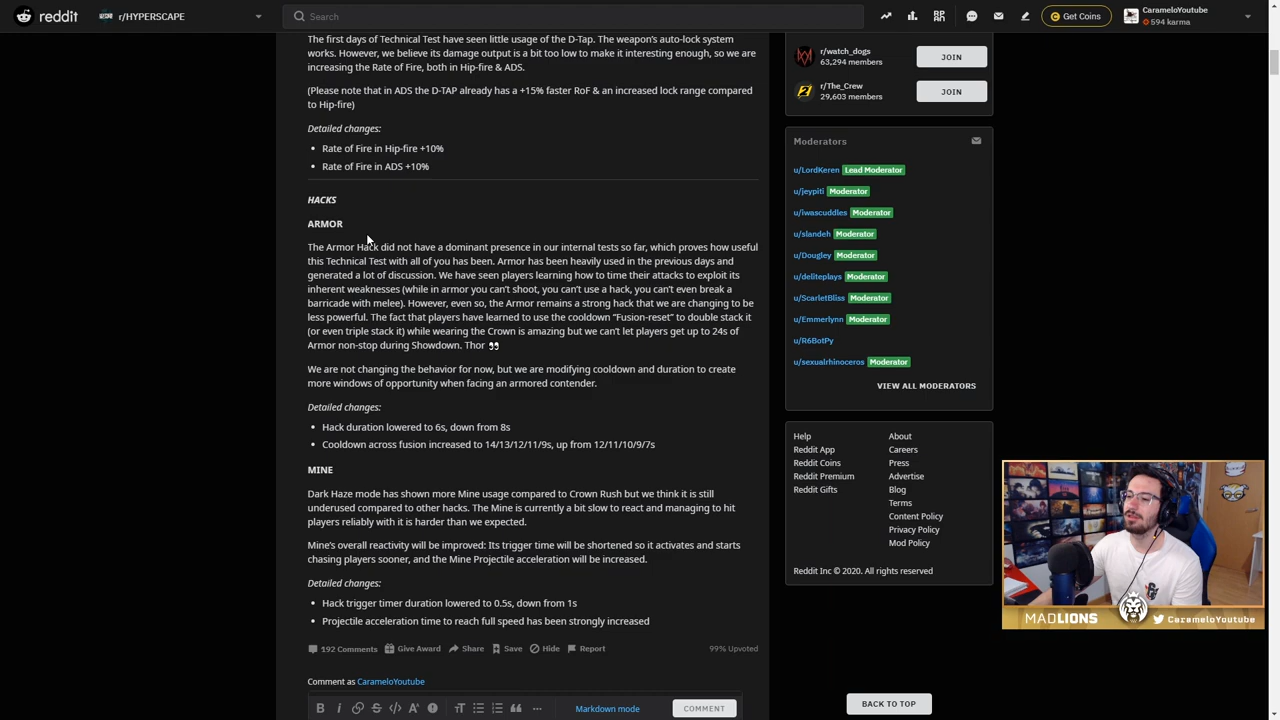 reddit
r/HYPERSCAPE
Search
Get Coins
CarameloYoutube
594 karma
The first days of Technical Test have seen little usage of the D-Tap. The weapon's auto-lock system
works. However, we believe its damage output is a bit too low to make it interesting enough, so we are
increasing the Rate of Fire, both in Hip-fire & ADS.
(Please note that in ADS the D-TAP already has a +15% faster RoF & an increased lock range compared
to Hip-fire)
Detailed changes:
• Rate of Fire in Hip-fire +10%
• Rate of Fire in ADS +10%
HACKS
ARMOR
The Armor Hack did not have a dominant presence in our internal tests so far, which proves how useful
this Technical Test with all of you has been. Armor has been heavily used in the previous days and
generated a lot of discussion. We have seen players learning how to time their attacks to exploit its
inherent weaknesses (while in armor you can't shoot, you can't use a hack, you can't even break a
barricade with melee). However, even so, the Armor remains a strong hack that we are changing to be
less powerful. The fact that players have learned to use the cooldown "Fusion-reset" to double stack it
(or even triple stack it) while wearing the Crown is amazing but we can't let players get up to 24s of
Armor non-stop during Showdown. Thor 👀
We are not changing the behavior for now, but we are modifying cooldown and duration to create
more windows of opportunity when facing an armored contender.
Detailed changes:
• Hack duration lowered to 6s, down from 8s
• Cooldown across fusion increased to 14/13/12/11/9s, up from 12/11/10/9/7s
MINE
Dark Haze mode has shown more Mine usage compared to Crown Rush but we think it is still
underused compared to other hacks. The Mine is currently a bit slow to react and managing to hit
players reliably with it is harder than we expected.
Mine's overall reactivity will be improved: Its trigger time will be shortened so it activates and starts
chasing players sooner, and the Mine Projectile acceleration will be increased.
Detailed changes:
• Hack trigger timer duration lowered to 0.5s, down from 1s
• Projectile acceleration time to reach full speed has been strongly increased
192 Comments Give Award Share Save Hide Report 99% Upvoted
Comment as CarameloYoutube
Markdown mode COMMENT
r/watch_dogs
63,294 members
JOIN
r/The_Crew
29,603 members
JOIN
Moderators
u/LordKeren Lead Moderator
u/jeypiti Moderator
u/iwascuddles Moderator
u/slandeh Moderator
u/Dougley Moderator
u/deliteplays Moderator
u/ScarletBliss Moderator
u/Emmerlynn Moderator
u/R6BotPy
u/sexualrhinoceros Moderator
VIEW ALL MODERATORS
Help About
Reddit App Careers
Reddit Coins Press
Reddit Premium Advertise
Reddit Gifts Blog
Terms
Content Policy
Privacy Policy
Mod Policy
Reddit Inc © 2020. All rights reserved
BACK TO TOP
MADLIONS CarameloYoutube